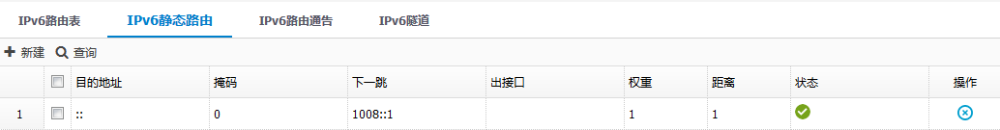 IPv6路由表 IPv6静态路由 IPv6路由通告 IPv6隧道
新建 查询
目的地址 掩码 下一跳 出接口 权重 距离 状态 操作
1 :: 0 1008::1 1 1